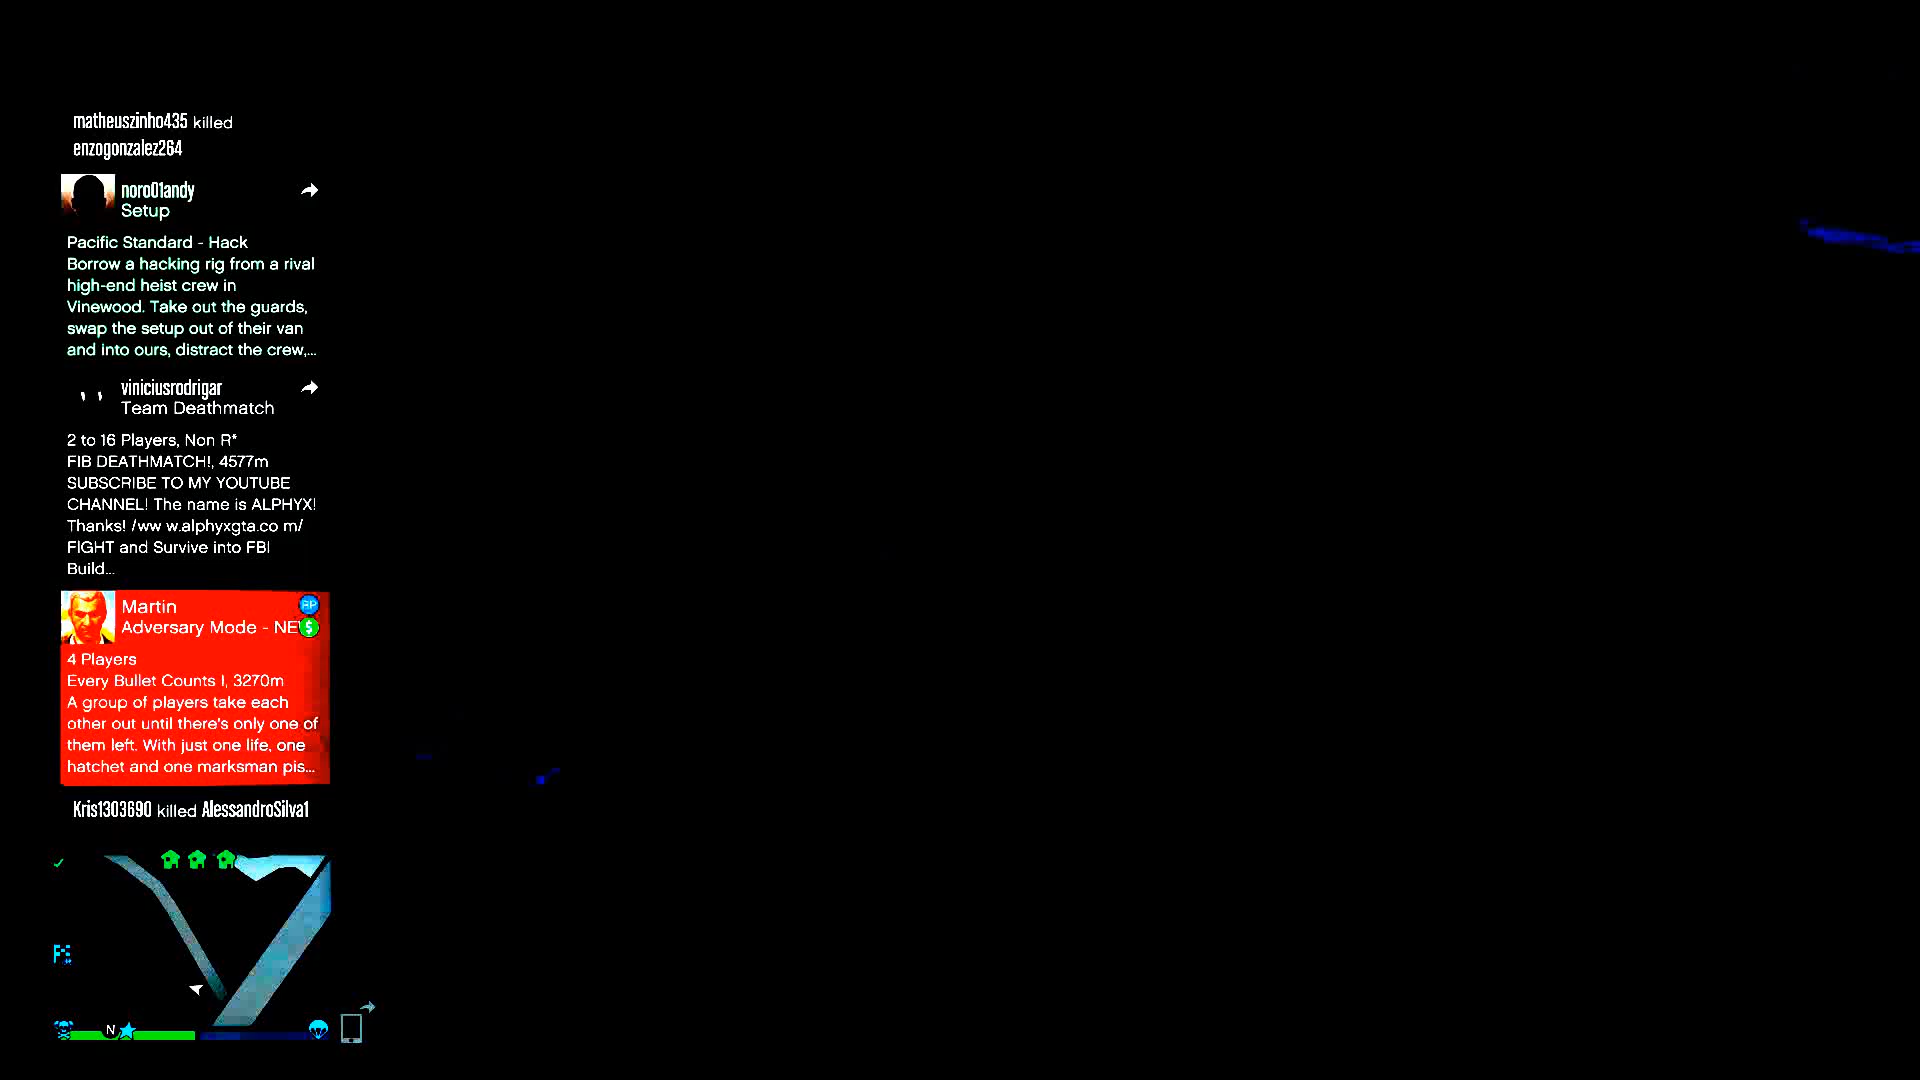 matheuszinho435 killed
enzogonzalez264
noro01andy
Setup
Pacific Standard - Hack
Borrow a hacking rig from a rival
high-end heist crew in
Vinewood. Take out the guards,
swap the setup out of their van
and into ours, distract the crew,...
viniciusrodrigar
Team Deathmatch
2 to 16 Players, Non R*
FIB DEATHMATCH!, 4577m
SUBSCRIBE TO MY YOUTUBE
CHANNEL! The name is ALPHYX!
Thanks! /ww w.alphyxgta.co m/
FIGHT and Survive into FBI
Build...
Martin
RP
Adversary Mode - NE
$
4 Players
Every Bullet Counts I, 3270m
A group of players take each
other out until there's only one of
them left. With just one life, one
hatchet and one marksman pis...
Kris1303690 killed AlessandroSilva1
N